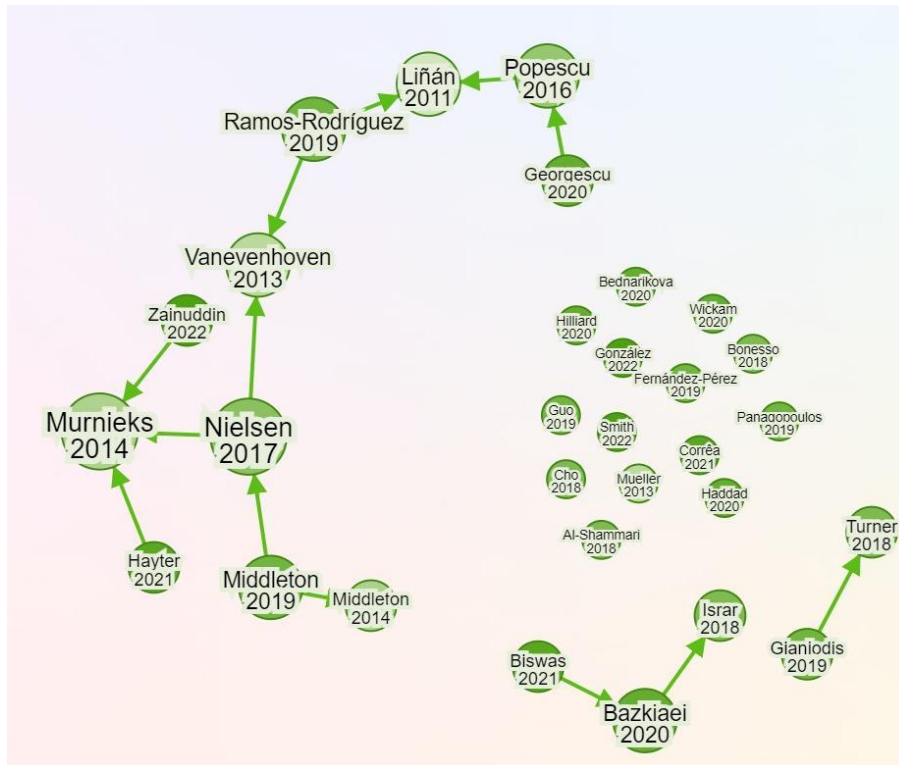 Liñán
2011
Popescu
2016
Ramos-Rodríguez
2019
Georgescu
2020
Vanevenhoven
2013
Zainuddin
2022
Murnieks
2014
Nielsen
2017
Hayter
2021
Middleton
2019
Middleton
2014
Bednarikova
2020
Wickam
2020
Hilliard
2020
Bonesso
2018
González
2022
Fernández-Pérez
2019
Guo
2019
Smith
2022
Panagopoulos
2019
Corrêa
2021
Cho
2018
Mueller
2013
Haddad
2020
Al-Shammari
2018
Turner
2018
Israr
2018
Gianiodis
2019
Biswas
2021
Bazkiaei
2020